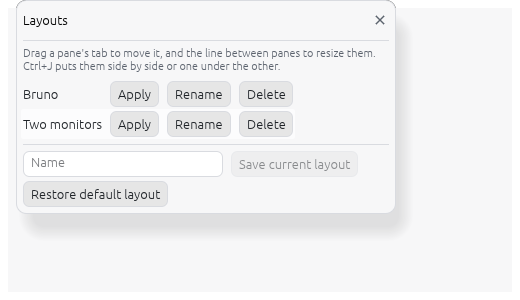 Layouts ✕
Drag a pane's tab to move it, and the line between panes to resize them.
Ctrl+J puts them side by side or one under the other.
Bruno Apply Rename Delete
Two monitors Apply Rename Delete
Name Save current layout
Restore default layout